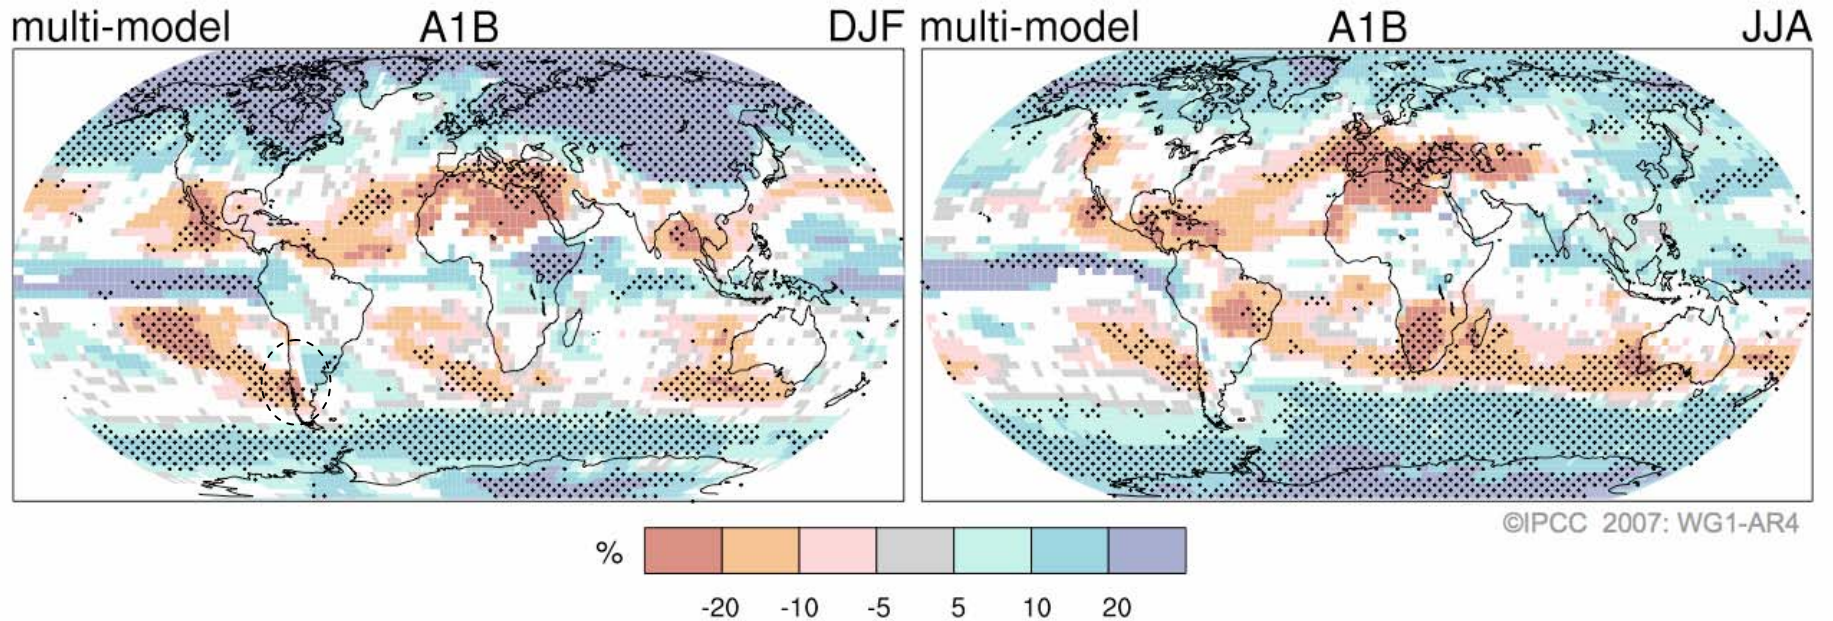 multi-model A1B DJF
multi-model A1B JJA
©IPCC 2007: WG1-AR4
%
-20 -10 -5 5 10 20